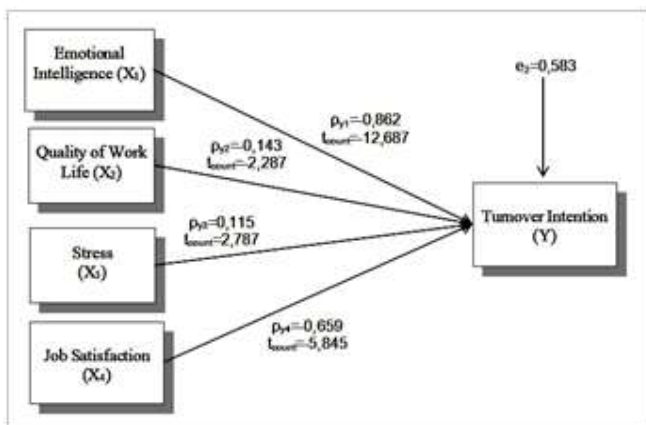 Emotional
Intelligence (X₁)
Quality of Work
Life (X₂)
Stress
(X₃)
Job Satisfaction
(X₄)
ρy1=-0,862
tcount=-12,687
ρy2=-0,143
tcount=-2,287
ρy3=0,115
tcount=2,787
ρy4=-0,659
tcount=-5,845
e₂=0,583
Turnover Intention
(Y)